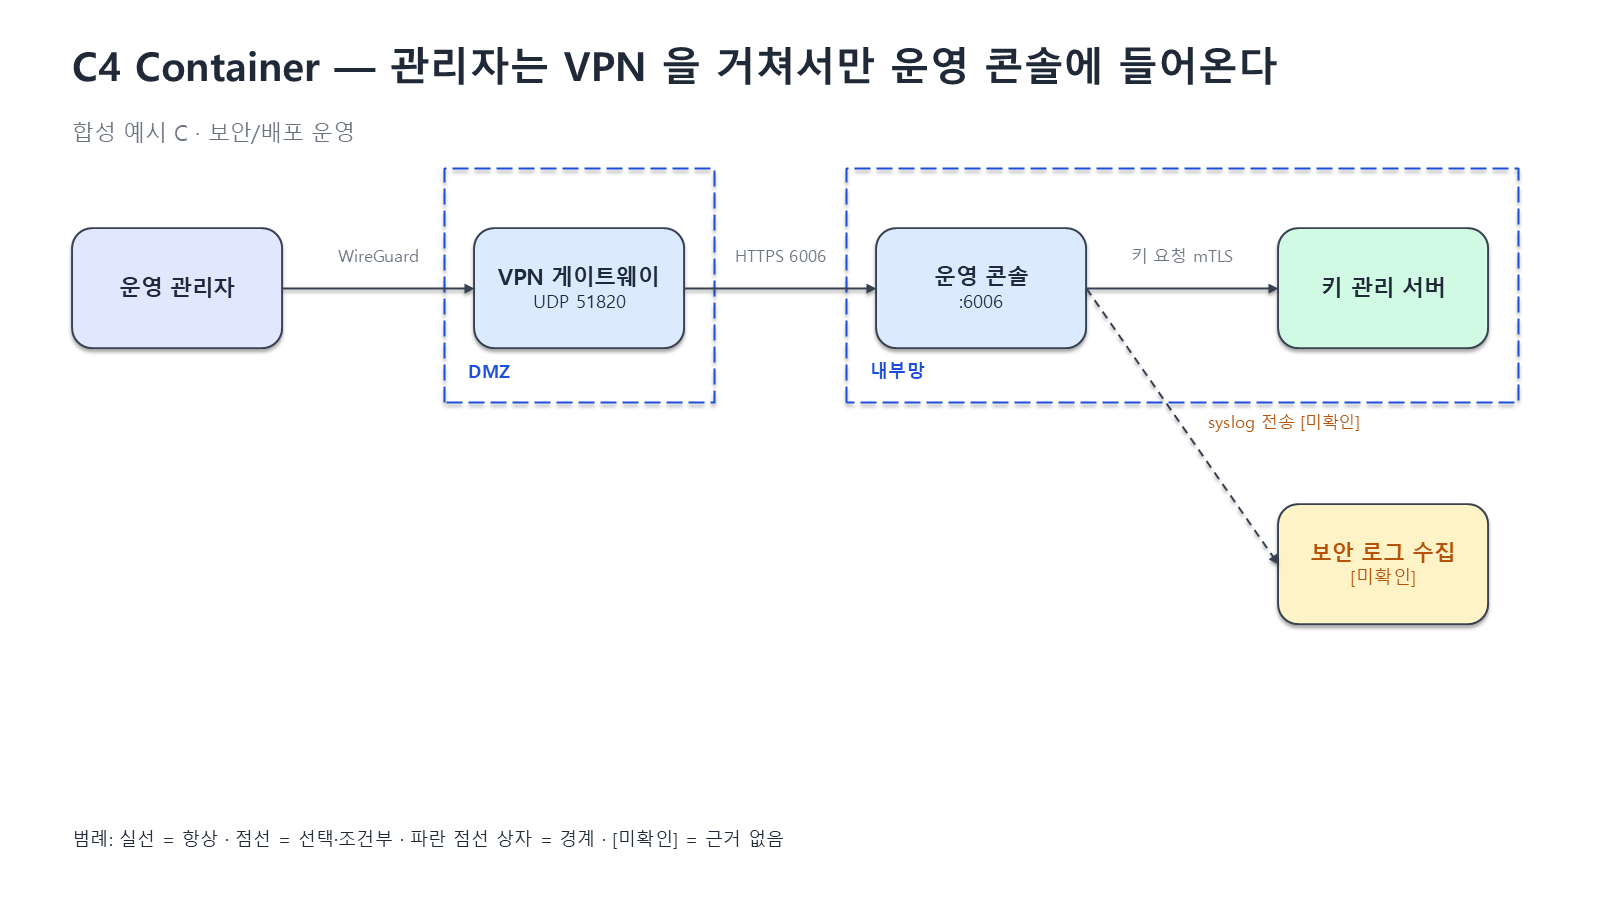 C4 Container — 관리자는 VPN 을 거쳐서만 운영 콘솔에 들어온다
합성 예시 C · 보안/배포 운영
운영 관리자
WireGuard
VPN 게이트웨이
UDP 51820
DMZ
HTTPS 6006
운영 콘솔
:6006
내부망
키 요청 mTLS
키 관리 서버
syslog 전송 [미확인]
보안 로그 수집
[미확인]
범례: 실선 = 항상 · 점선 = 선택·조건부 · 파란 점선 상자 = 경계 · [미확인] = 근거 없음